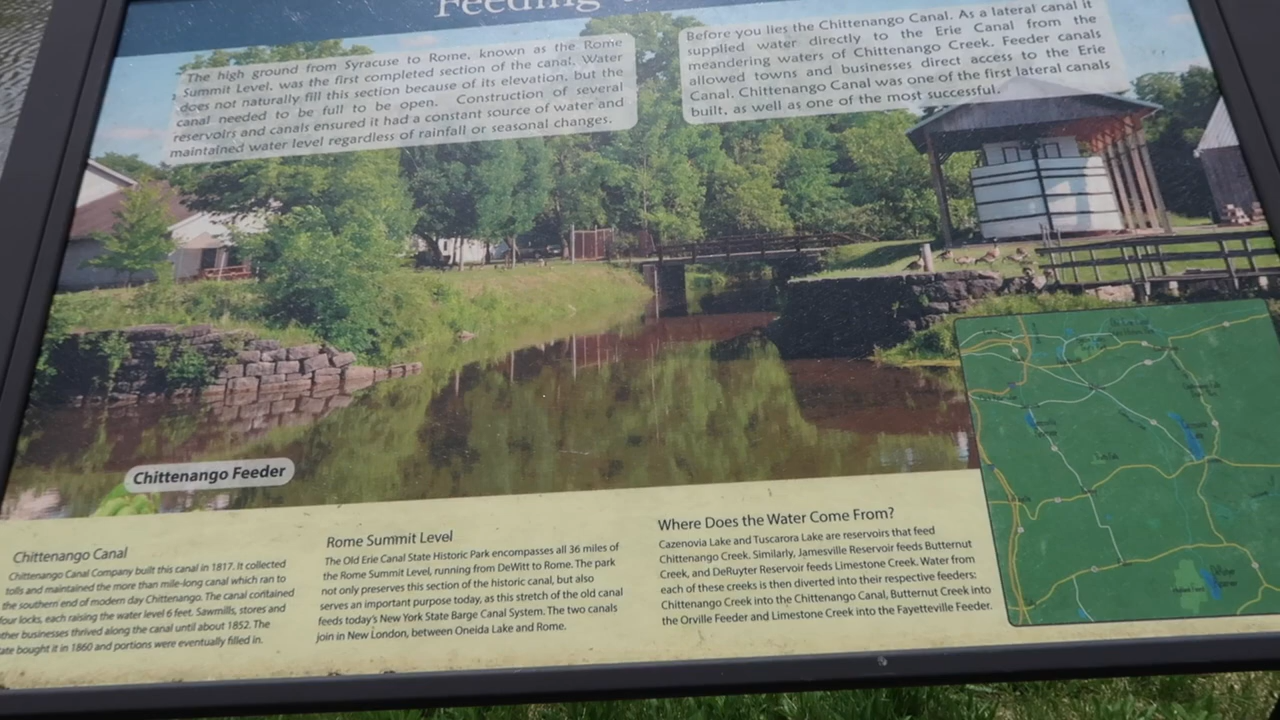 Feeding
The high ground from Syracuse to Rome, known as the Rome
Summit Level, was the first completed section of the canal. Water
does not naturally fill this section because of its elevation, but the
canal needed to be full to be open. Construction of several
reservoirs and canals ensured it had a constant source of water and
maintained water level regardless of rainfall or seasonal changes.
Before you lies the Chittenango Canal. As a lateral canal it
supplied water directly to the Erie Canal from the
meandering waters of Chittenango Creek. Feeder canals
allowed towns and businesses direct access to the Erie
Canal. Chittenango Canal was one of the first lateral canals
built, as well as one of the most successful.
Chittenango Feeder
Chittenango Canal
Chittenango Canal Company built this canal in 1817. It collected
tolls and maintained the more than mile-long canal which ran to
the southern end of modern day Chittenango. The canal contained
four locks, each raising the water level 6 feet. Sawmills, stores and
ther businesses thrived along the canal until about 1852. The
ate bought it in 1860 and portions were eventually filled in.
Rome Summit Level
The Old Erie Canal State Historic Park encompasses all 36 miles of
the Rome Summit Level, running from DeWitt to Rome. The park
not only preserves this section of the historic canal, but also
serves an important purpose today, as this stretch of the old canal
feeds today's New York State Barge Canal System. The two canals
join in New London, between Oneida Lake and Rome.
Where Does the Water Come From?
Cazenovia Lake and Tuscarora Lake are reservoirs that feed
Chittenango Creek. Similarly, Jamesville Reservoir feeds Butternut
Creek, and DeRuyter Reservoir feeds Limestone Creek. Water from
each of these creeks is then diverted into their respective feeders:
Chittenango Creek into the Chittenango Canal, Butternut Creek into
the Orville Feeder and Limestone Creek into the Fayetteville Feeder.